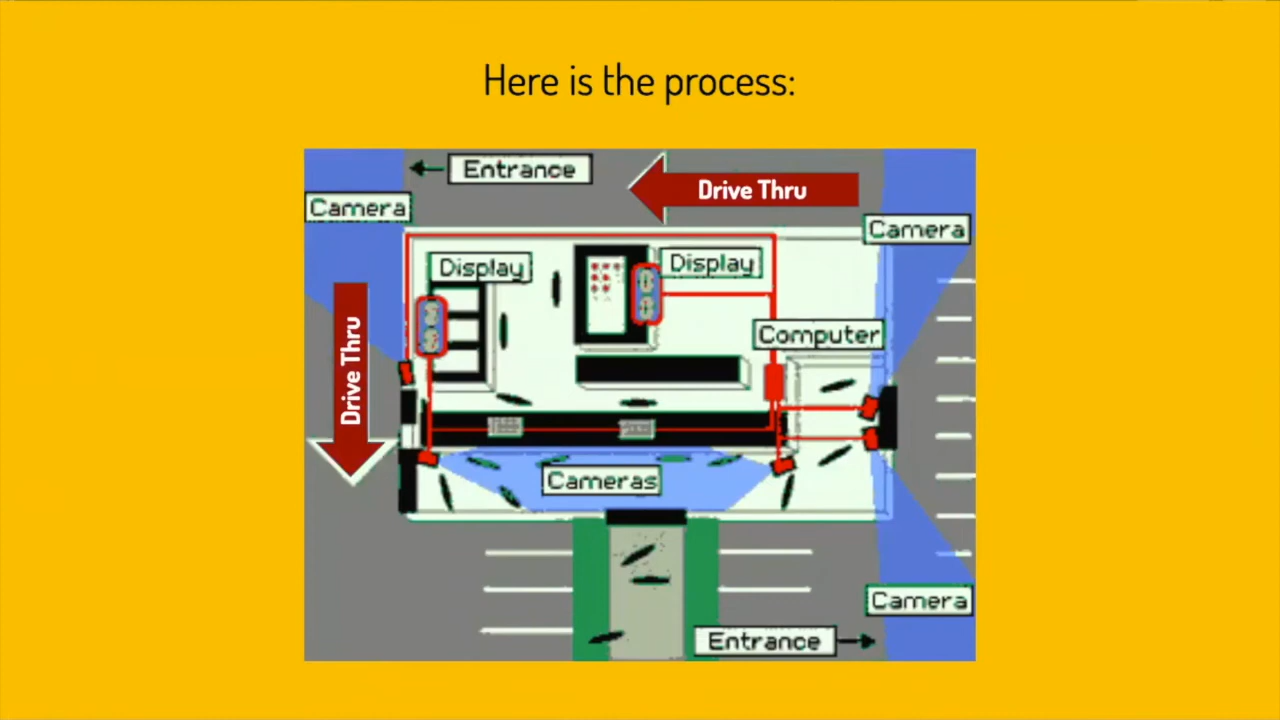 Here is the process:
Entrance
Drive Thru
Camera
Camera
Display
Display
Computer
Drive Thru
Cameras
Camera
Entrance